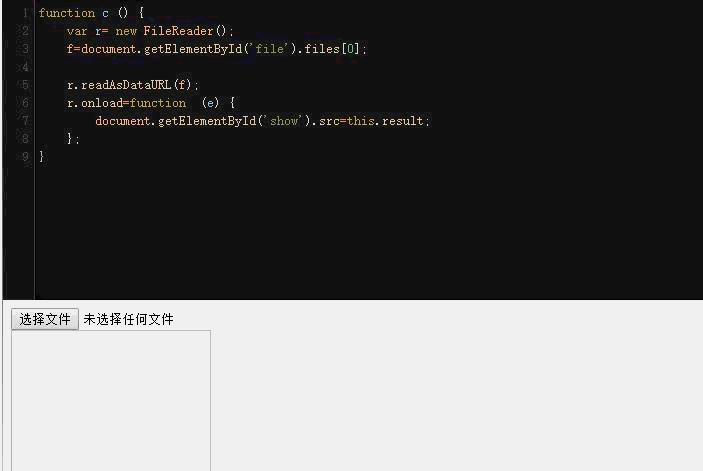 1 function c () {
2 var r= new FileReader();
3 f=document.getElementById('file').files[0];
4
5 r.readAsDataURL(f);
6 r.onload=function (e) {
7 document.getElementById('show').src=this.result;
8 };
9 }
选择文件 未选择任何文件